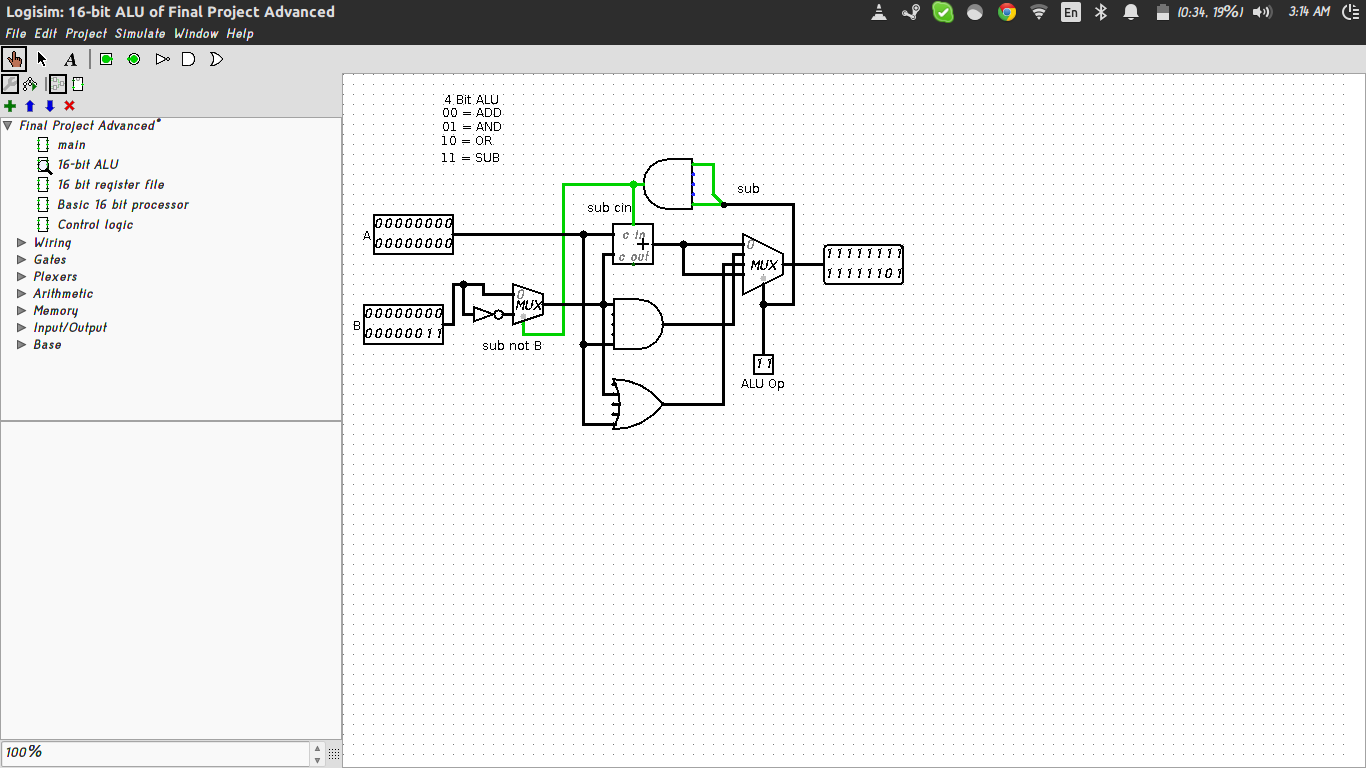 Logisim: 16-bit ALU of Final Project Advanced
En
(0:34, 19%)
3:14 AM
File Edit Project Simulate Window Help
A
Final Project Advanced*
main
16-bit ALU
16 bit register file
Basic 16 bit processor
Control logic
Wiring
Gates
Plexers
Arithmetic
Memory
Input/Output
Base
100%
4 Bit ALU
00 = ADD
01 = AND
10 = OR
11 = SUB
sub
sub cin
A
00000000
00000000
c in
+
c out
0
MUX
11111111
11111101
B
00000000
00000011
0
MUX
sub not B
11
ALU Op